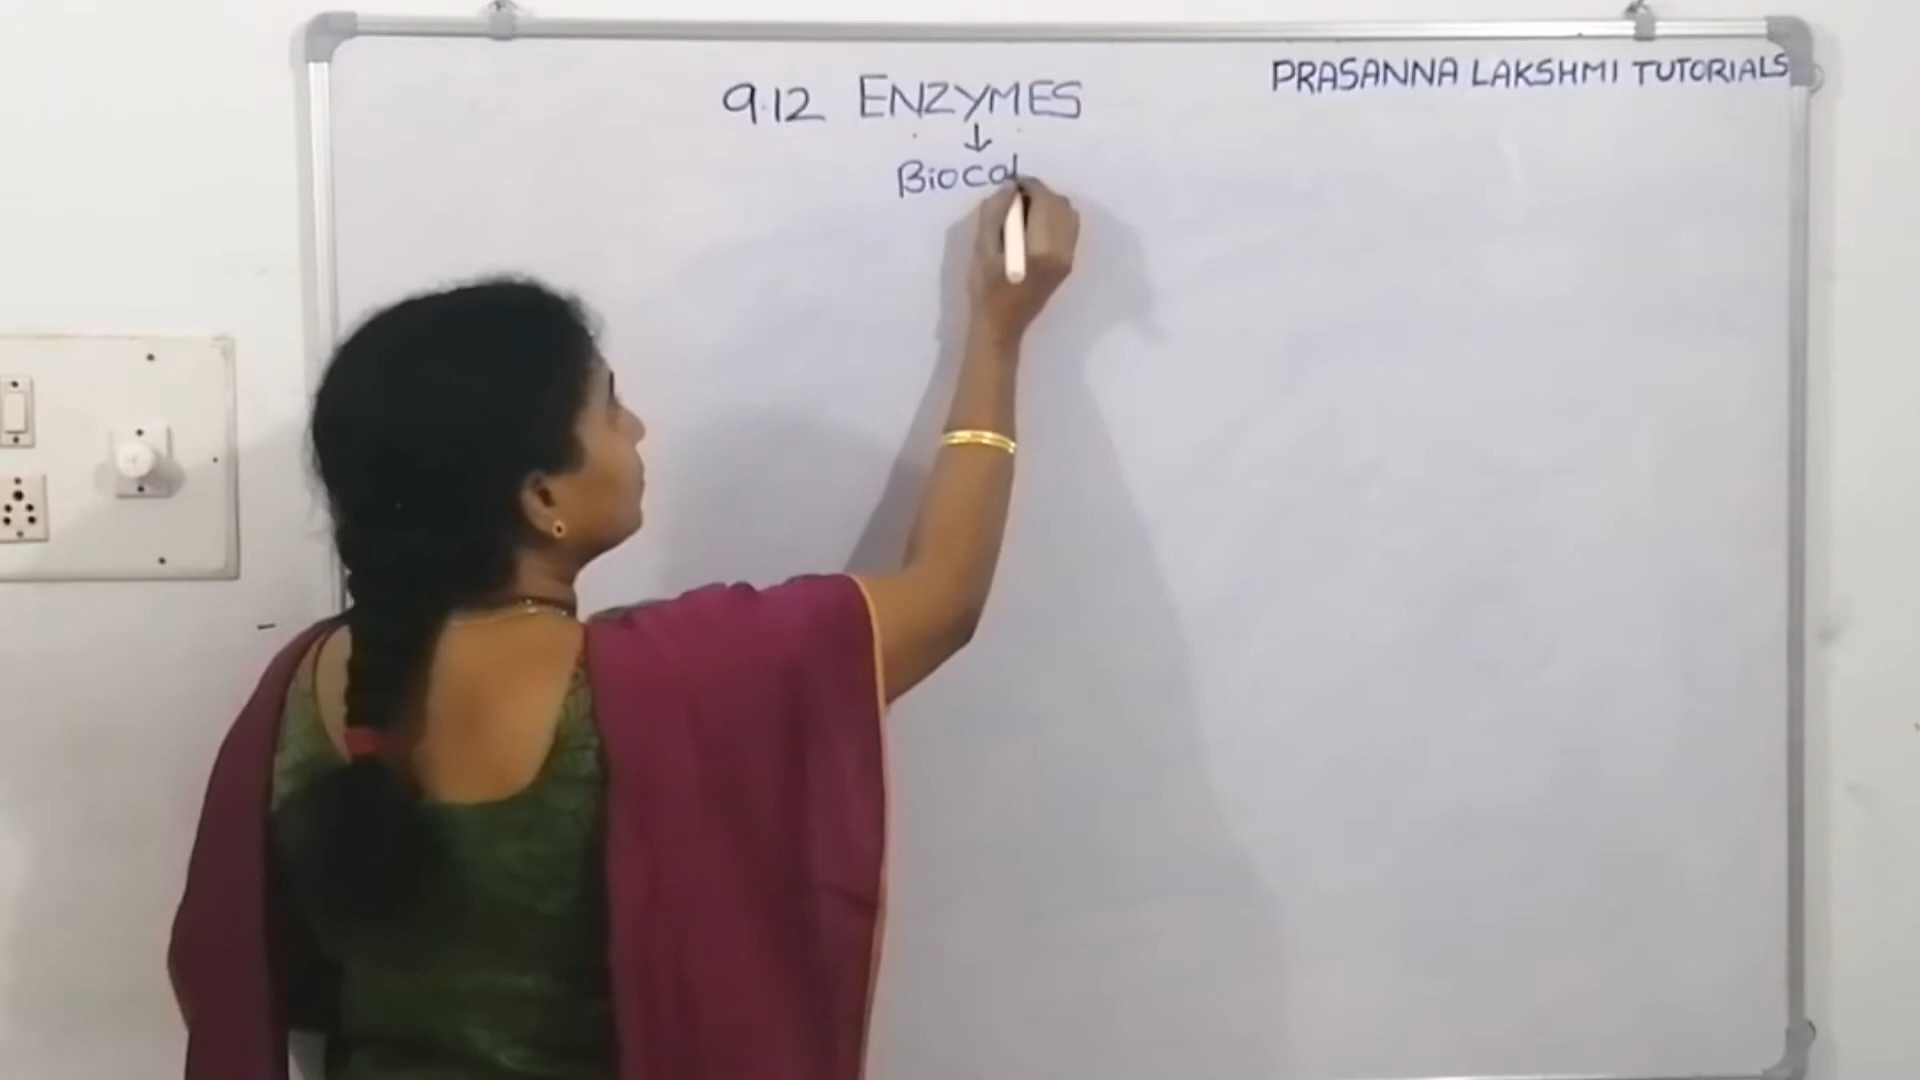 PRASANNA LAKSHMI TUTORIALS
9.12 ENZYMES
↓
Biocat